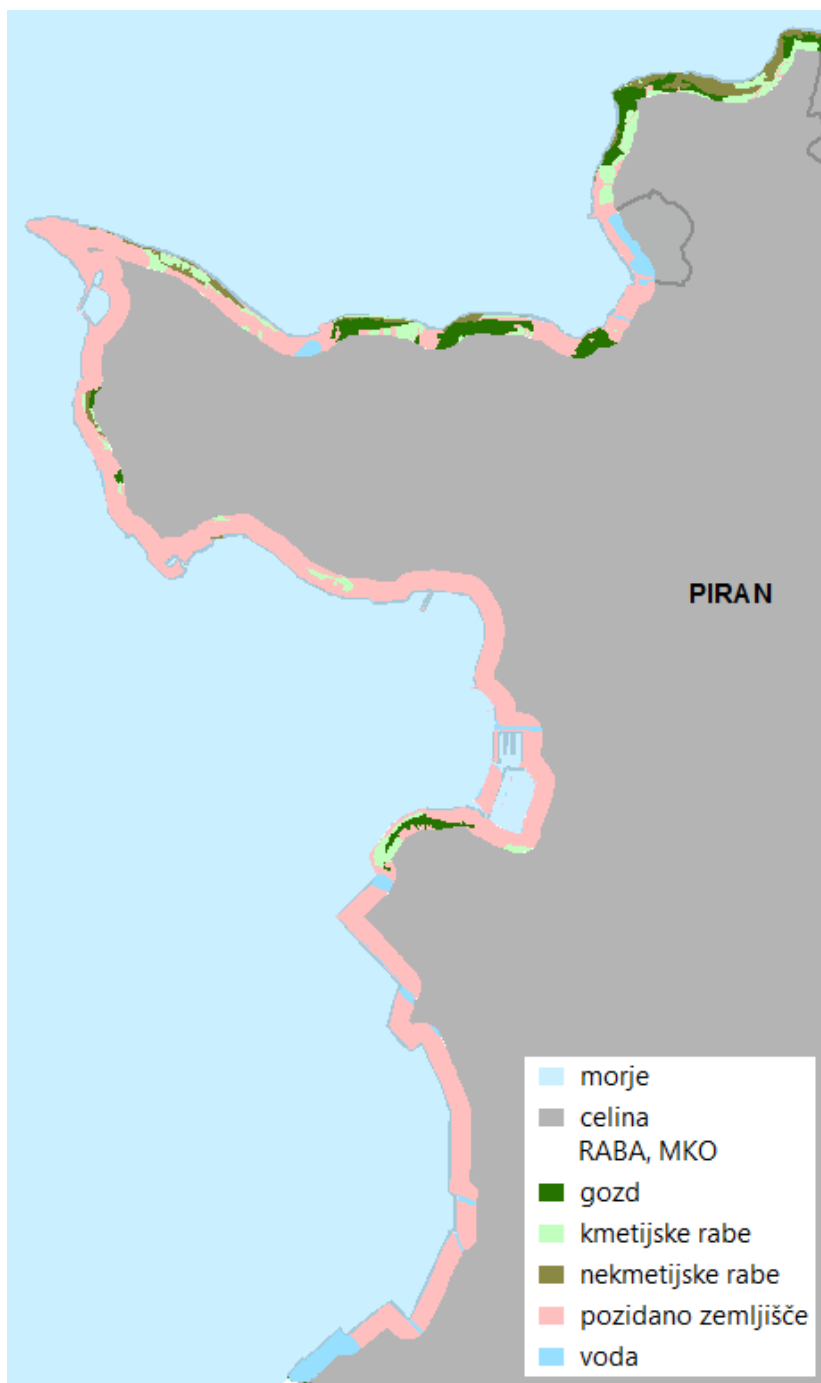 PIRAN
morje
celina
RABA, MKO
gozd
kmetijske rabe
nekmetijske rabe
pozidano zemljišče
voda